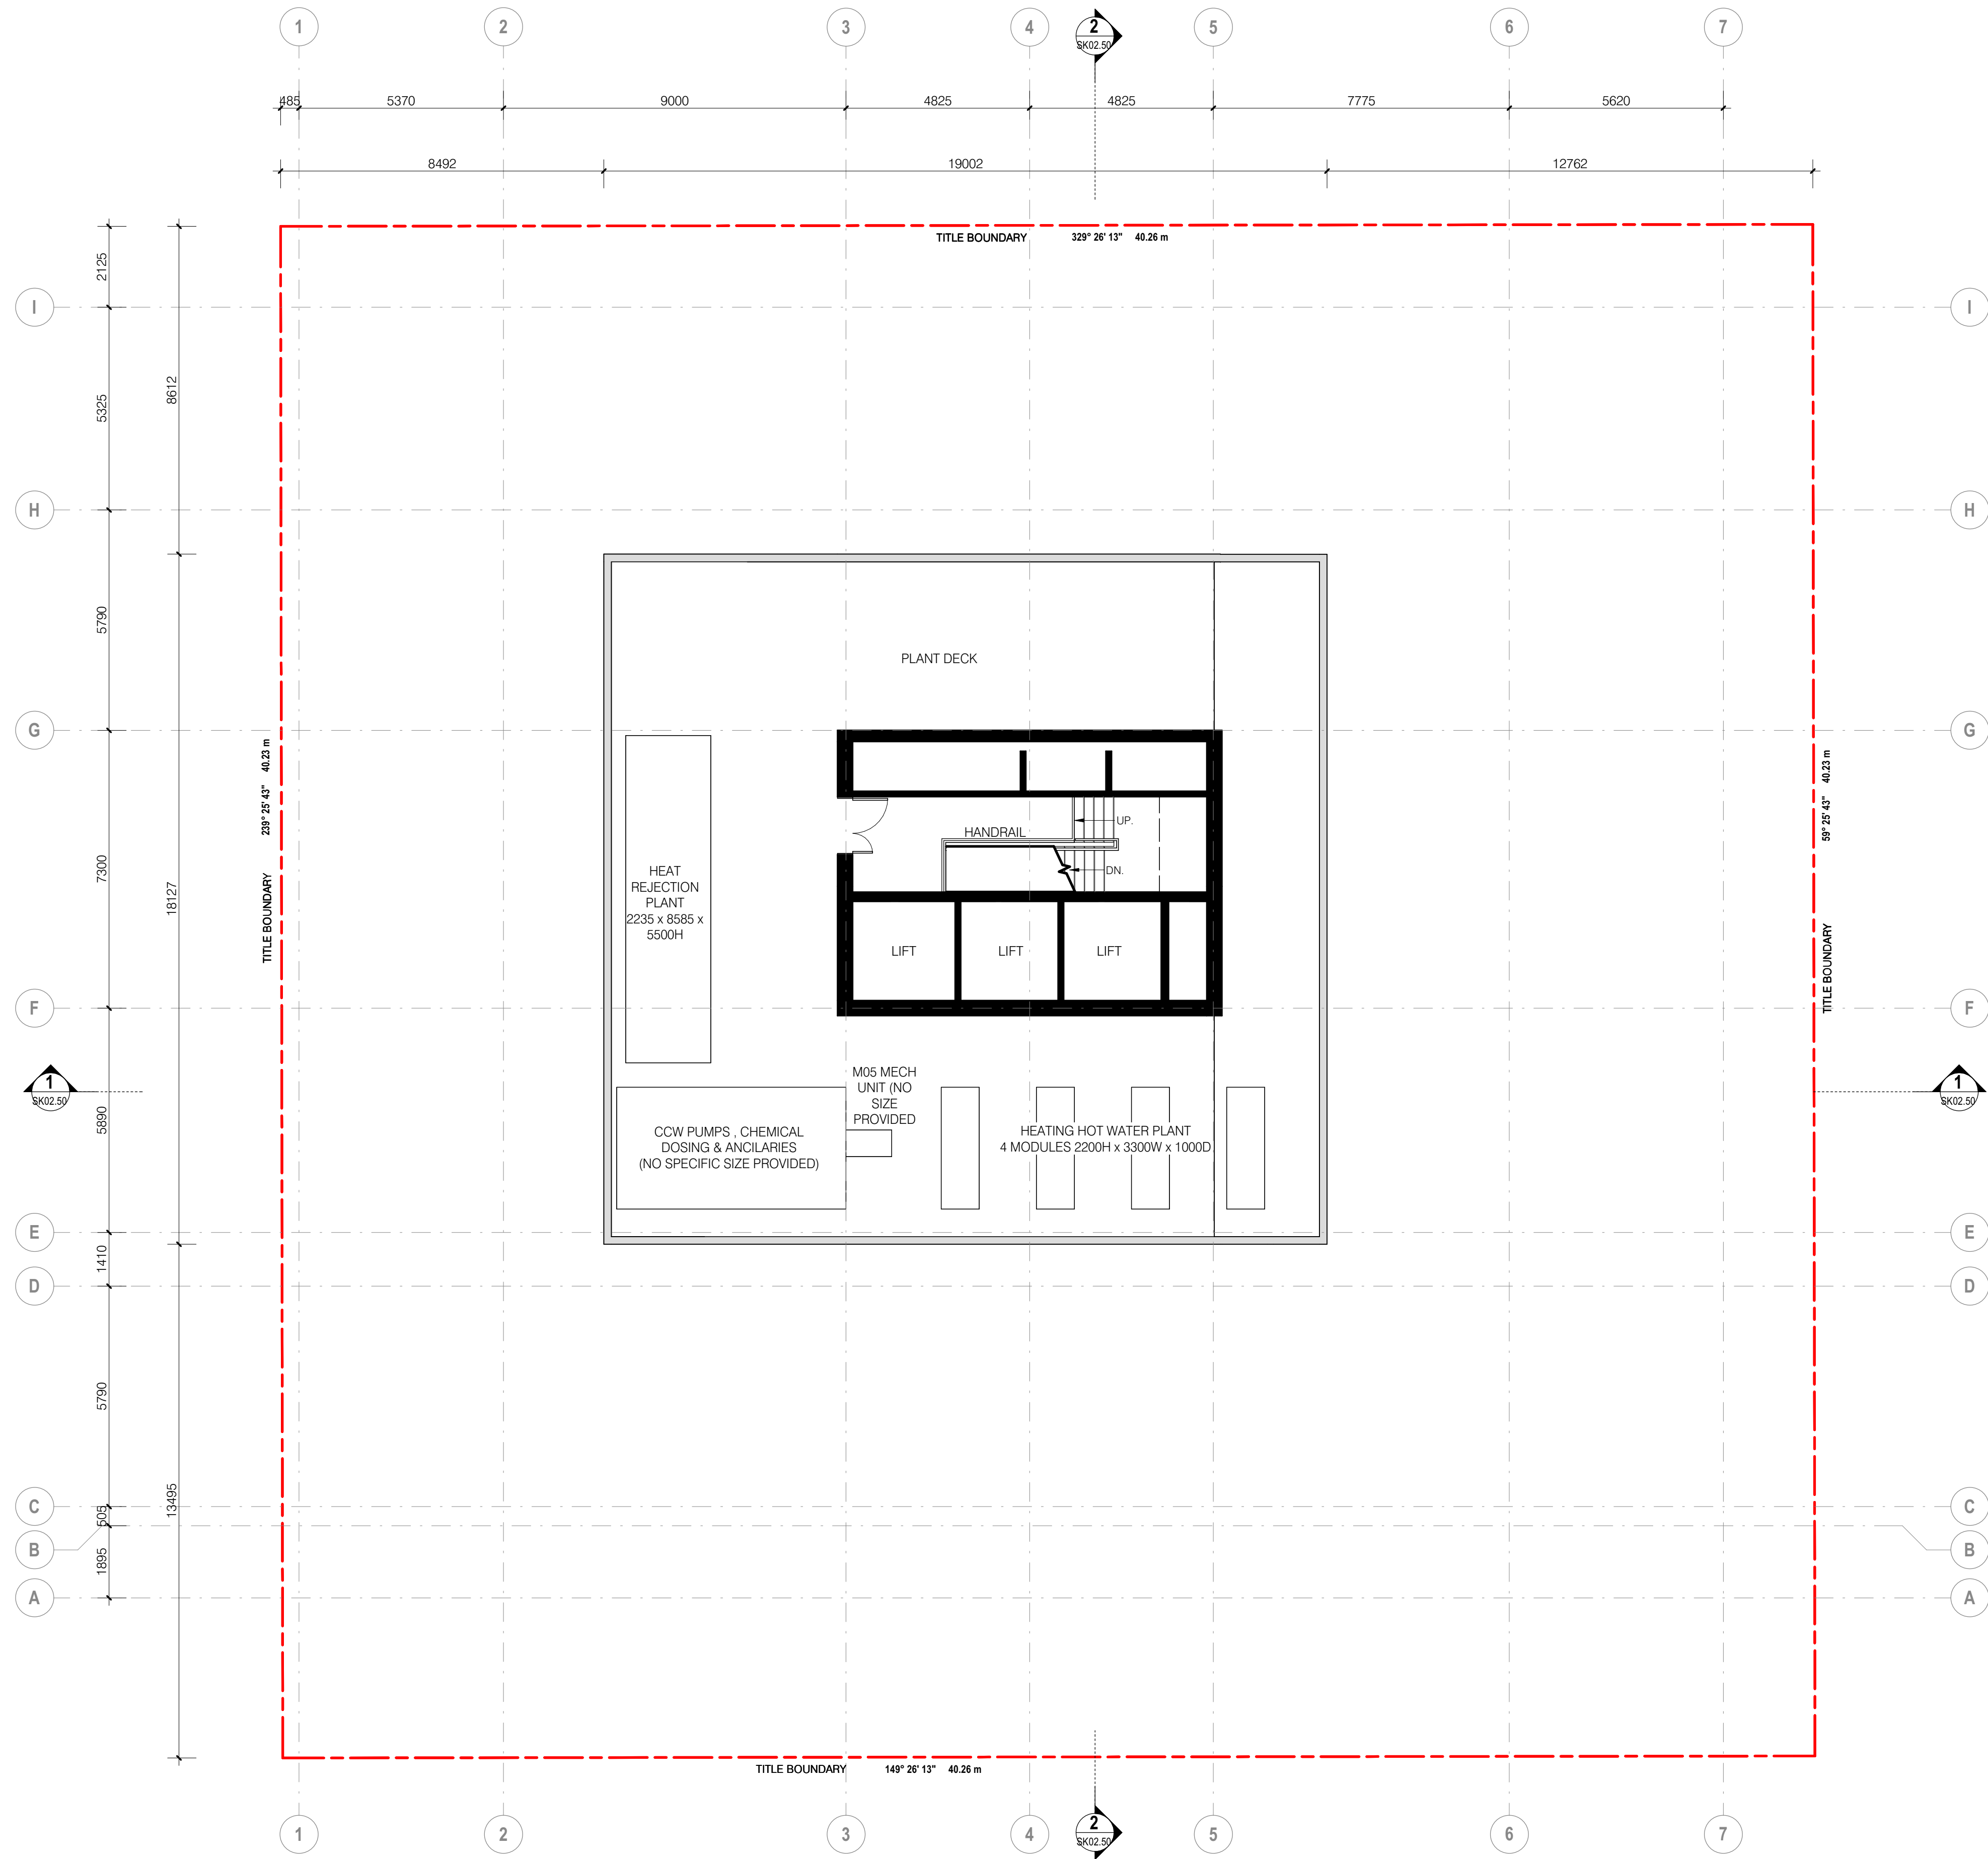 1 2 3 4 5 6 7
2
SK02.50
485 5370 9000 4825 4825 7775 5620
8492 19002 12762
TITLE BOUNDARY 329° 26' 13" 40.26 m
2125
I I
5325
8612
H H
5790
PLANT DECK
G G
239° 25' 43" 40.23 m
TITLE BOUNDARY
59° 25' 43" 40.23 m
TITLE BOUNDARY
7300
18127
UP.
HANDRAIL
DN.
HEAT
REJECTION
PLANT
2235 x 8585 x
5500H
LIFT LIFT LIFT
F F
1
SK02.50
1
SK02.50
5890
M05 MECH
UNIT (NO
SIZE
PROVIDED
CCW PUMPS , CHEMICAL
DOSING & ANCILARIES
(NO SPECIFIC SIZE PROVIDED)
HEATING HOT WATER PLANT
4 MODULES 2200H x 3300W x 1000D
E E
1410
D D
5790
13495
C C
505
B B
1895
A A
TITLE BOUNDARY 149° 26' 13" 40.26 m
1 2 3 4 5 6 7
2
SK02.50